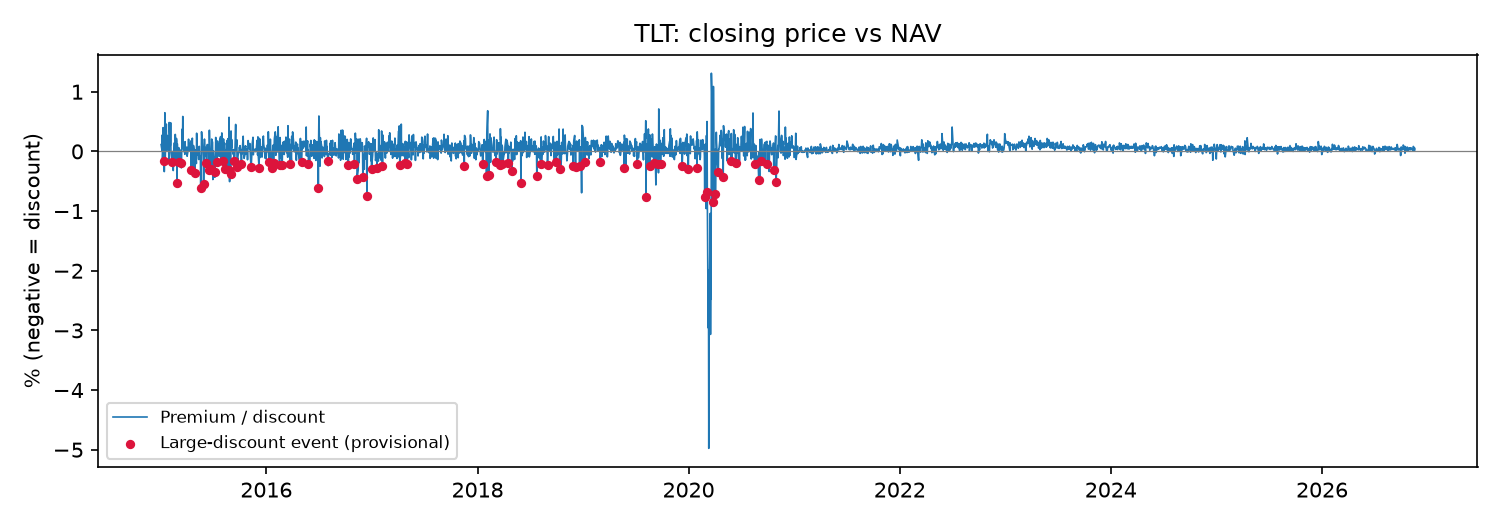 TLT: closing price vs NAV
% (negative = discount)
1
0
−1
−2
−3
−4
−5
Premium / discount
Large-discount event (provisional)
2016 2018 2020 2022 2024 2026